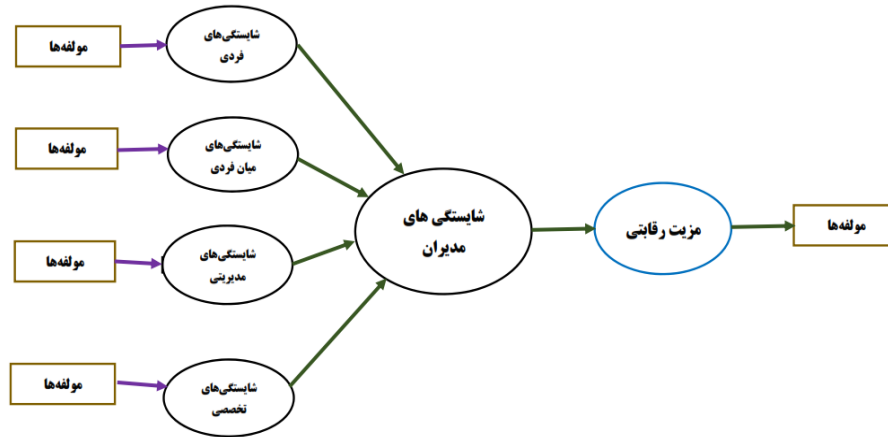 مولفه‌ها
شایستگی‌های
فردی
مولفه‌ها
شایستگی‌های
میان فردی
شایستگی های
مدیران
مزیت رقابتی
مولفه‌ها
مولفه‌ها
شایستگی‌های
مدیریتی
مولفه‌ها
شایستگی‌های
تخصصی